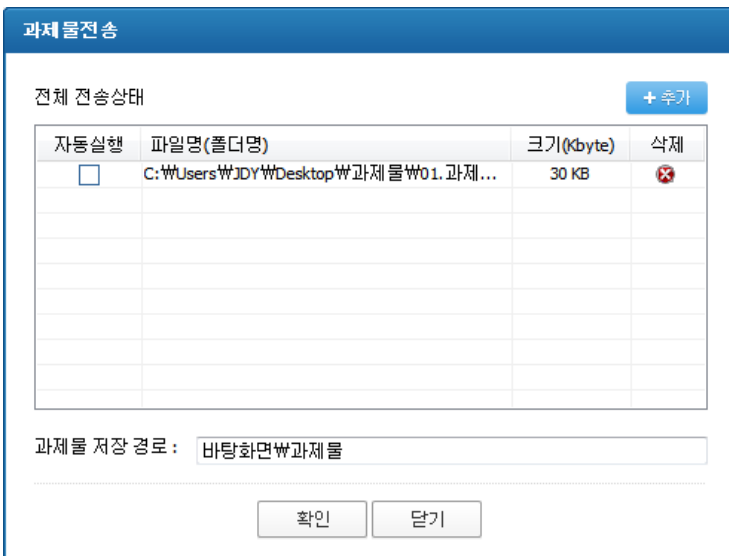 과제물전송
전체 전송상태
+ 추가
자동실행 파일명(폴더명) 크기(Kbyte) 삭제
C:₩Users₩JDY₩Desktop₩과제물₩01.과제... 30 KB
과제물 저장 경로 : 바탕화면₩과제물
확인 닫기